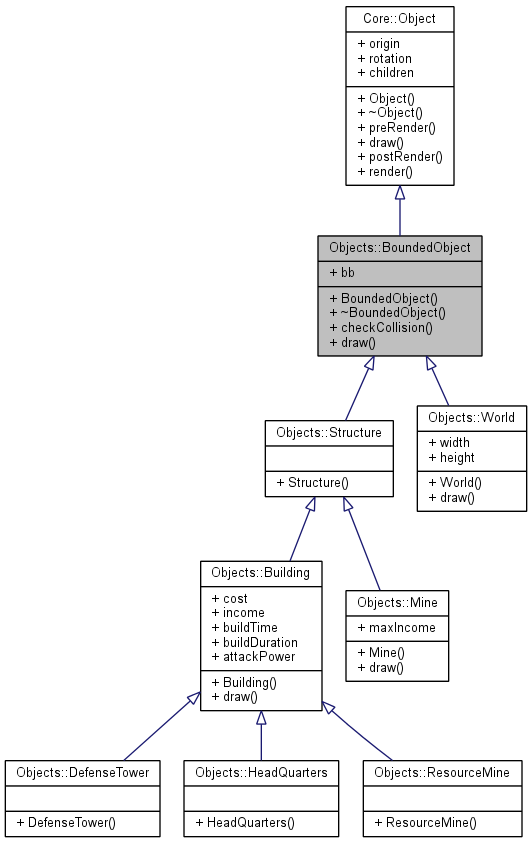 Core::Object
+ origin
+ rotation
+ children
+ Object()
+ ~Object()
+ preRender()
+ draw()
+ postRender()
+ render()
Objects::BoundedObject
+ bb
+ BoundedObject()
+ ~BoundedObject()
+ checkCollision()
+ draw()
Objects::Structure
+ Structure()
Objects::World
+ width
+ height
+ World()
+ draw()
Objects::Building
+ cost
+ income
+ buildTime
+ buildDuration
+ attackPower
+ Building()
+ draw()
Objects::Mine
+ maxIncome
+ Mine()
+ draw()
Objects::DefenseTower
+ DefenseTower()
Objects::HeadQuarters
+ HeadQuarters()
Objects::ResourceMine
+ ResourceMine()